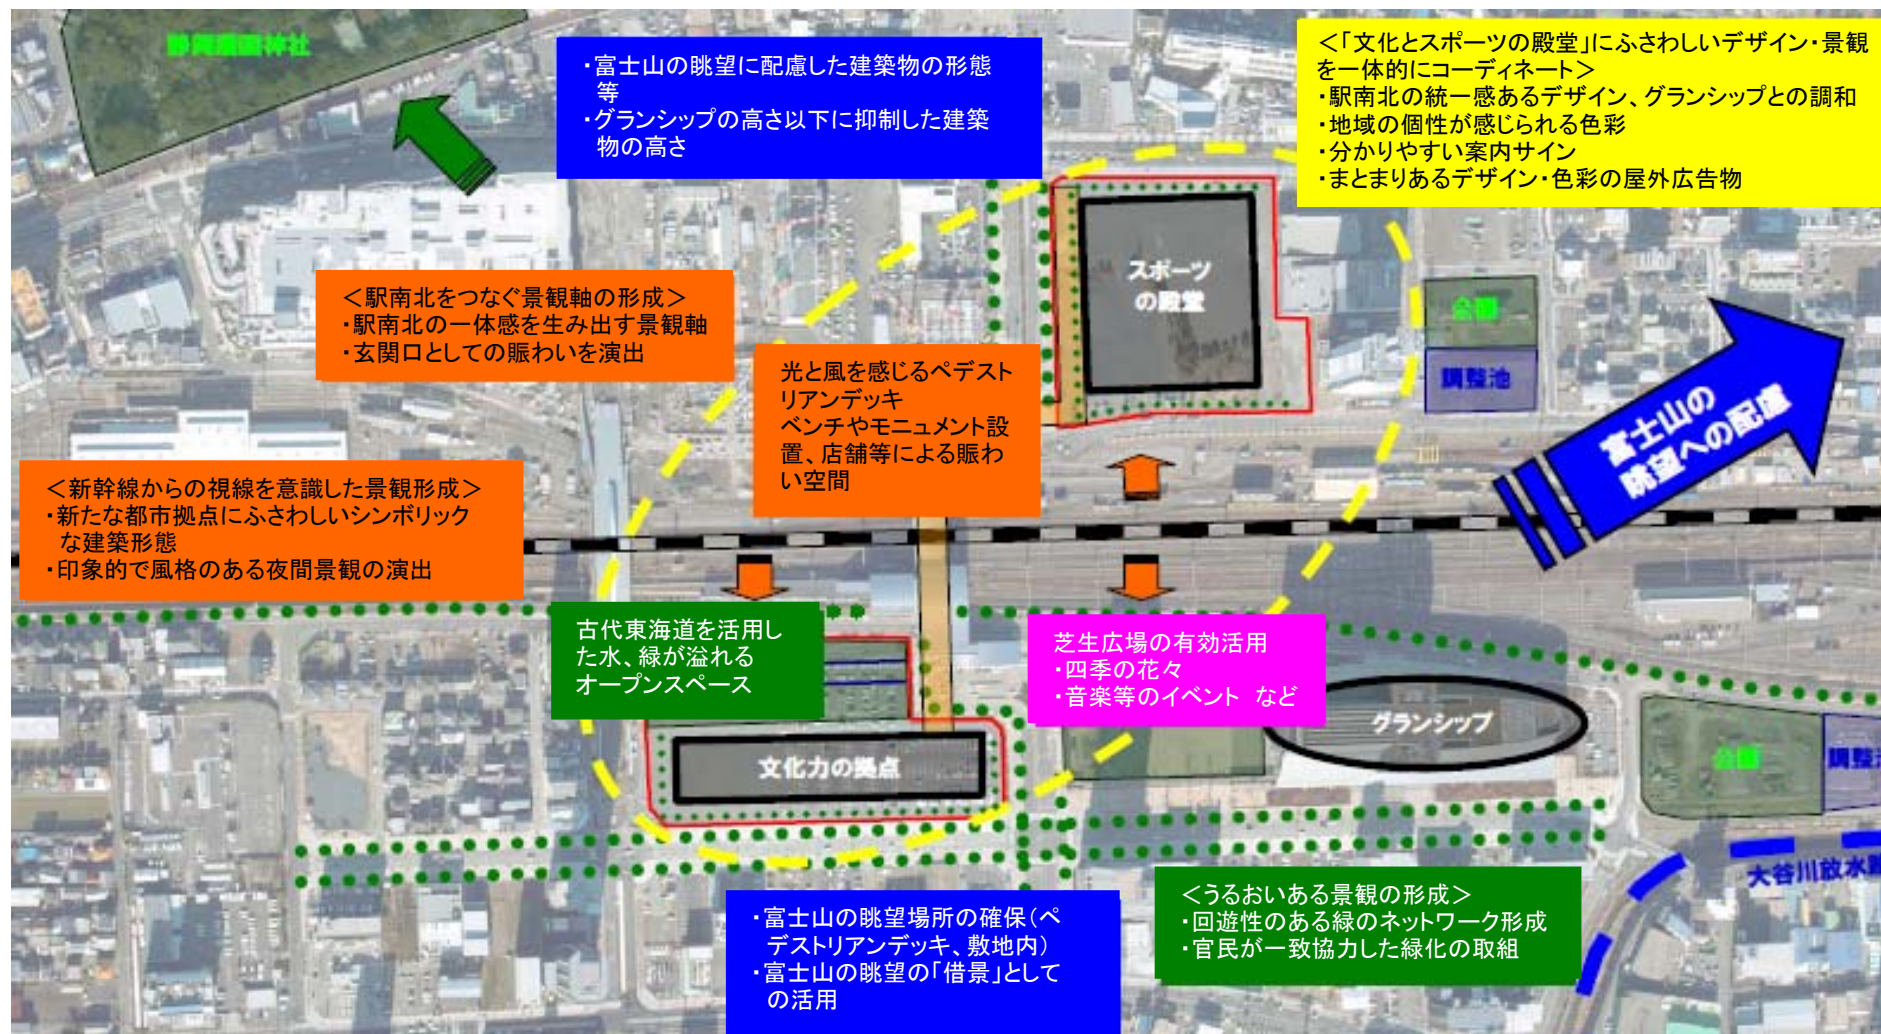 静岡護国神社
・富士山の眺望に配慮した建築物の形態
等
・グランシップの高さ以下に抑制した建築
物の高さ
＜「文化とスポーツの殿堂」にふさわしいデザイン・景観
を一体的にコーディネート＞
・駅南北の統一感あるデザイン、グランシップとの調和
・地域の個性が感じられる色彩
・分かりやすい案内サイン
・まとまりあるデザイン・色彩の屋外広告物
スポーツ
の殿堂
＜駅南北をつなぐ景観軸の形成＞
・駅南北の一体感を生み出す景観軸
・玄関口としての賑わいを演出
公園
調整池
光と風を感じるペデスト
リアンデッキ
ベンチやモニュメント設
置、店舗等による賑わ
い空間
富士山の
眺望への配慮
＜新幹線からの視線を意識した景観形成＞
・新たな都市拠点にふさわしいシンボリック
な建築形態
・印象的で風格のある夜間景観の演出
古代東海道を活用し
た水、緑が溢れる
オープンスペース
芝生広場の有効活用
・四季の花々
・音楽等のイベント など
グランシップ
文化力の拠点
公園
調整池
大谷川放水路
・富士山の眺望場所の確保（ペ
デストリアンデッキ、敷地内）
・富士山の眺望の「借景」として
の活用
＜うるおいある景観の形成＞
・回遊性のある緑のネットワーク形成
・官民が一致協力した緑化の取組